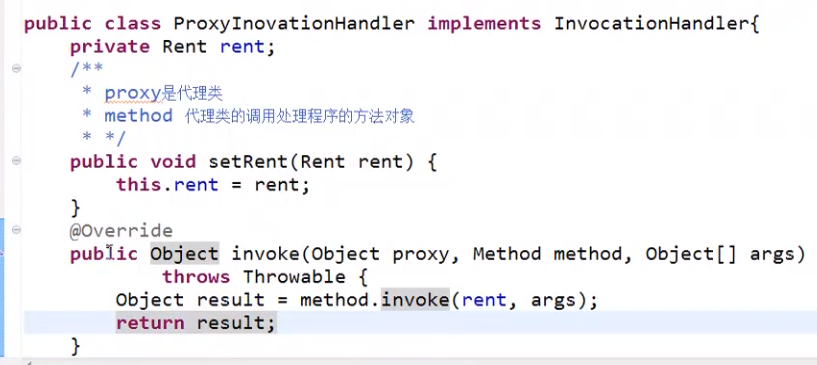 public class ProxyInovationHandler implements InvocationHandler{
private Rent rent;
/**
* proxy是代理类
* method 代理类的调用处理程序的方法对象
* */
public void setRent(Rent rent) {
this.rent = rent;
}
@Override
public Object invoke(Object proxy, Method method, Object[] args)
throws Throwable {
Object result = method.invoke(rent, args);
return result;
}